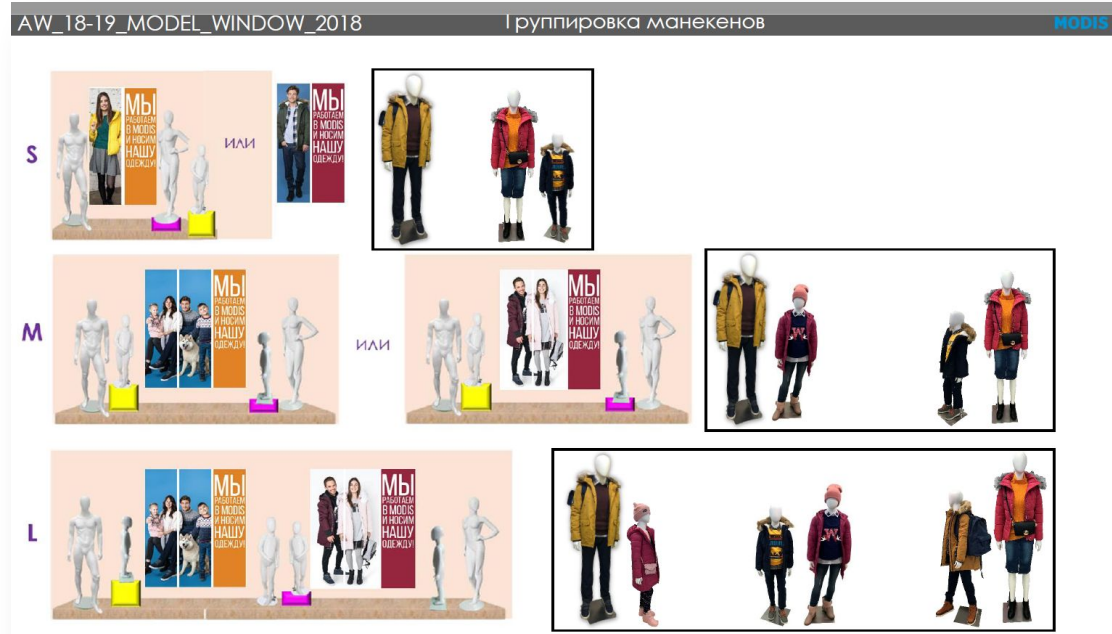 AW_18-19_MODEL_WINDOW_2018
Группировка манекенов
MODIS
S
МЫ
РАБОТАЕМ
В MODIS
И НОСИМ
НАШУ
ОДЕЖДУ!
ИЛИ
МЫ
РАБОТАЕМ
В MODIS
И НОСИМ
НАШУ
ОДЕЖДУ!
M
МЫ
РАБОТАЕМ
В MODIS
И НОСИМ
НАШУ
ОДЕЖДУ!
ИЛИ
МЫ
РАБОТАЕМ
В MODIS
И НОСИМ
НАШУ
ОДЕЖДУ!
W
L
МЫ
РАБОТАЕМ
В MODIS
И НОСИМ
НАШУ
ОДЕЖДУ!
МЫ
РАБОТАЕМ
В MODIS
И НОСИМ
НАШУ
ОДЕЖДУ!
W